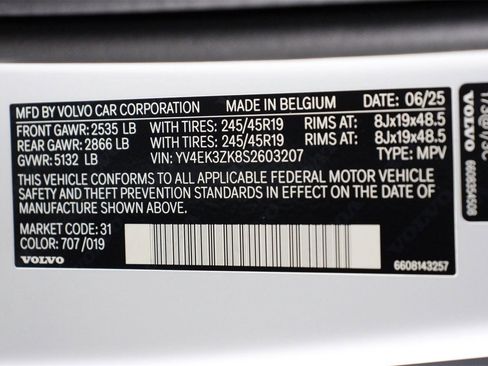 MFD BY VOLVO CAR CORPORATION MADE IN BELGIUM DATE: 06/25
FRONT GAWR: 2535 LB WITH TIRES: 245/45R19 RIMS AT: 8Jx19x48.5
REAR GAWR: 2866 LB WITH TIRES: 245/45R19 RIMS AT: 8Jx19x48.5
GVWR: 5132 LB VIN: YV4EK3ZK8S2603207 TYPE: MPV
THIS VEHICLE CONFORMS TO ALL APPLICABLE FEDERAL MOTOR VEHICLE
SAFETY AND THEFT PREVENTION STANDARDS IN EFFECT ON THE DATE
OF MANUFACTURE SHOWN ABOVE.
MARKET CODE: 31
COLOR: 707 / 019
VOLVO
6608143257
VOLVO